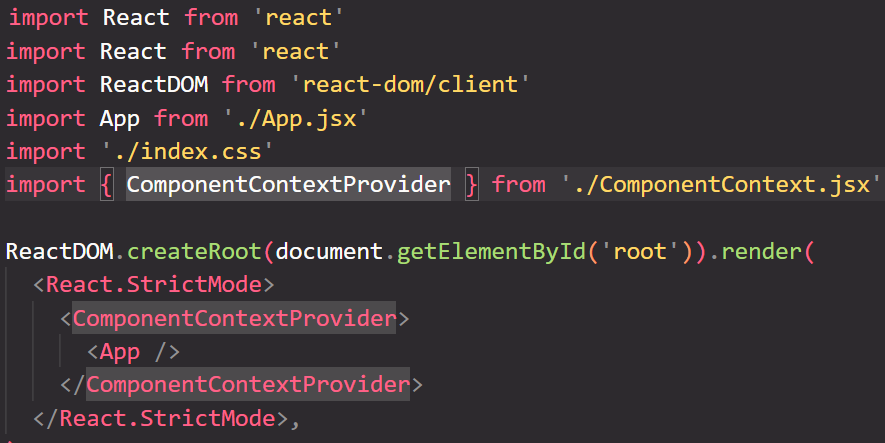 import React from 'react'
import React from 'react'
import ReactDOM from 'react-dom/client'
import App from './App.jsx'
import './index.css'
import { ComponentContextProvider } from './ComponentContext.jsx'
ReactDOM.createRoot(document.getElementById('root')).render(
<React.StrictMode>
<ComponentContextProvider>
<App />
</ComponentContextProvider>
</React.StrictMode>,